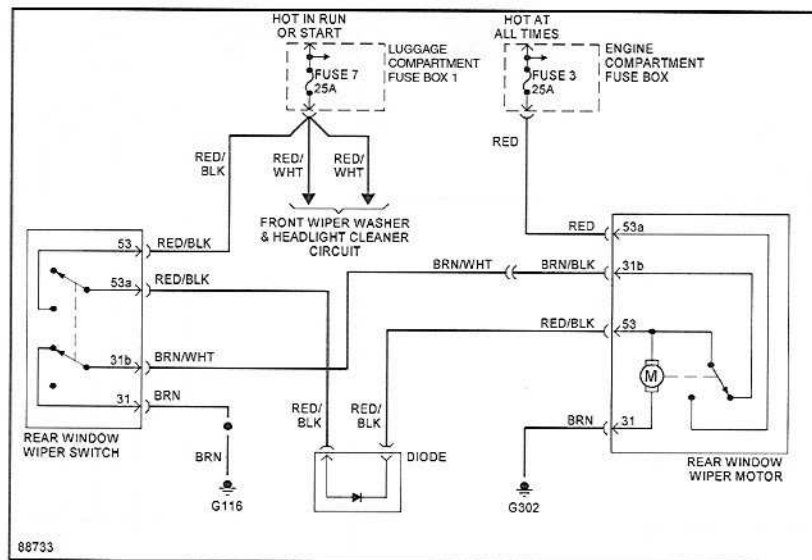 HOT IN RUN
OR START
LUGGAGE
COMPARTMENT
FUSE BOX 1
FUSE 7
25A
HOT AT
ALL TIMES
ENGINE
COMPARTMENT
FUSE BOX
FUSE 3
25A
RED/
BLK
RED/
WHT
RED/
WHT
RED
FRONT WIPER WASHER
& HEADLIGHT CLEANER
CIRCUIT
53
RED/BLK
53a
RED/BLK
31b
BRN/WHT
31
BRN
REAR WINDOW
WIPER SWITCH
BRN
G116
BRN/WHT
BRN/BLK
RED
53a
31b
RED/BLK
53
M
BRN
31
RED/
BLK
RED/
BLK
DIODE
G302
REAR WINDOW
WIPER MOTOR
88733